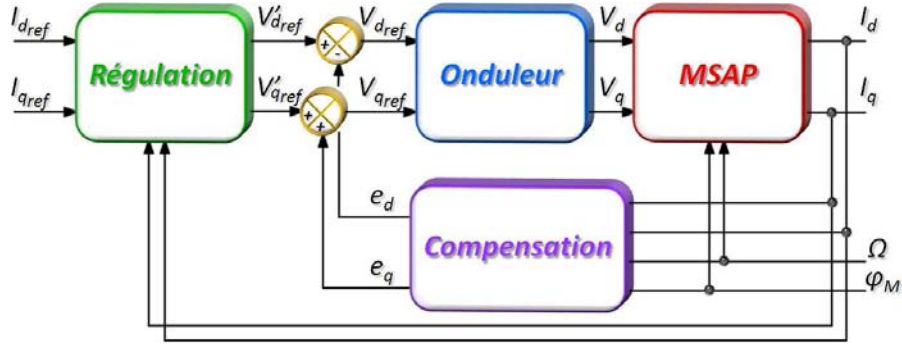 I_dref V′_dref V_dref V_d I_d
Régulation Onduleur MSAP
+ -
I_qref V′_qref V_qref V_q I_q
+ +
e_d
Compensation
Ω
e_q φ_M